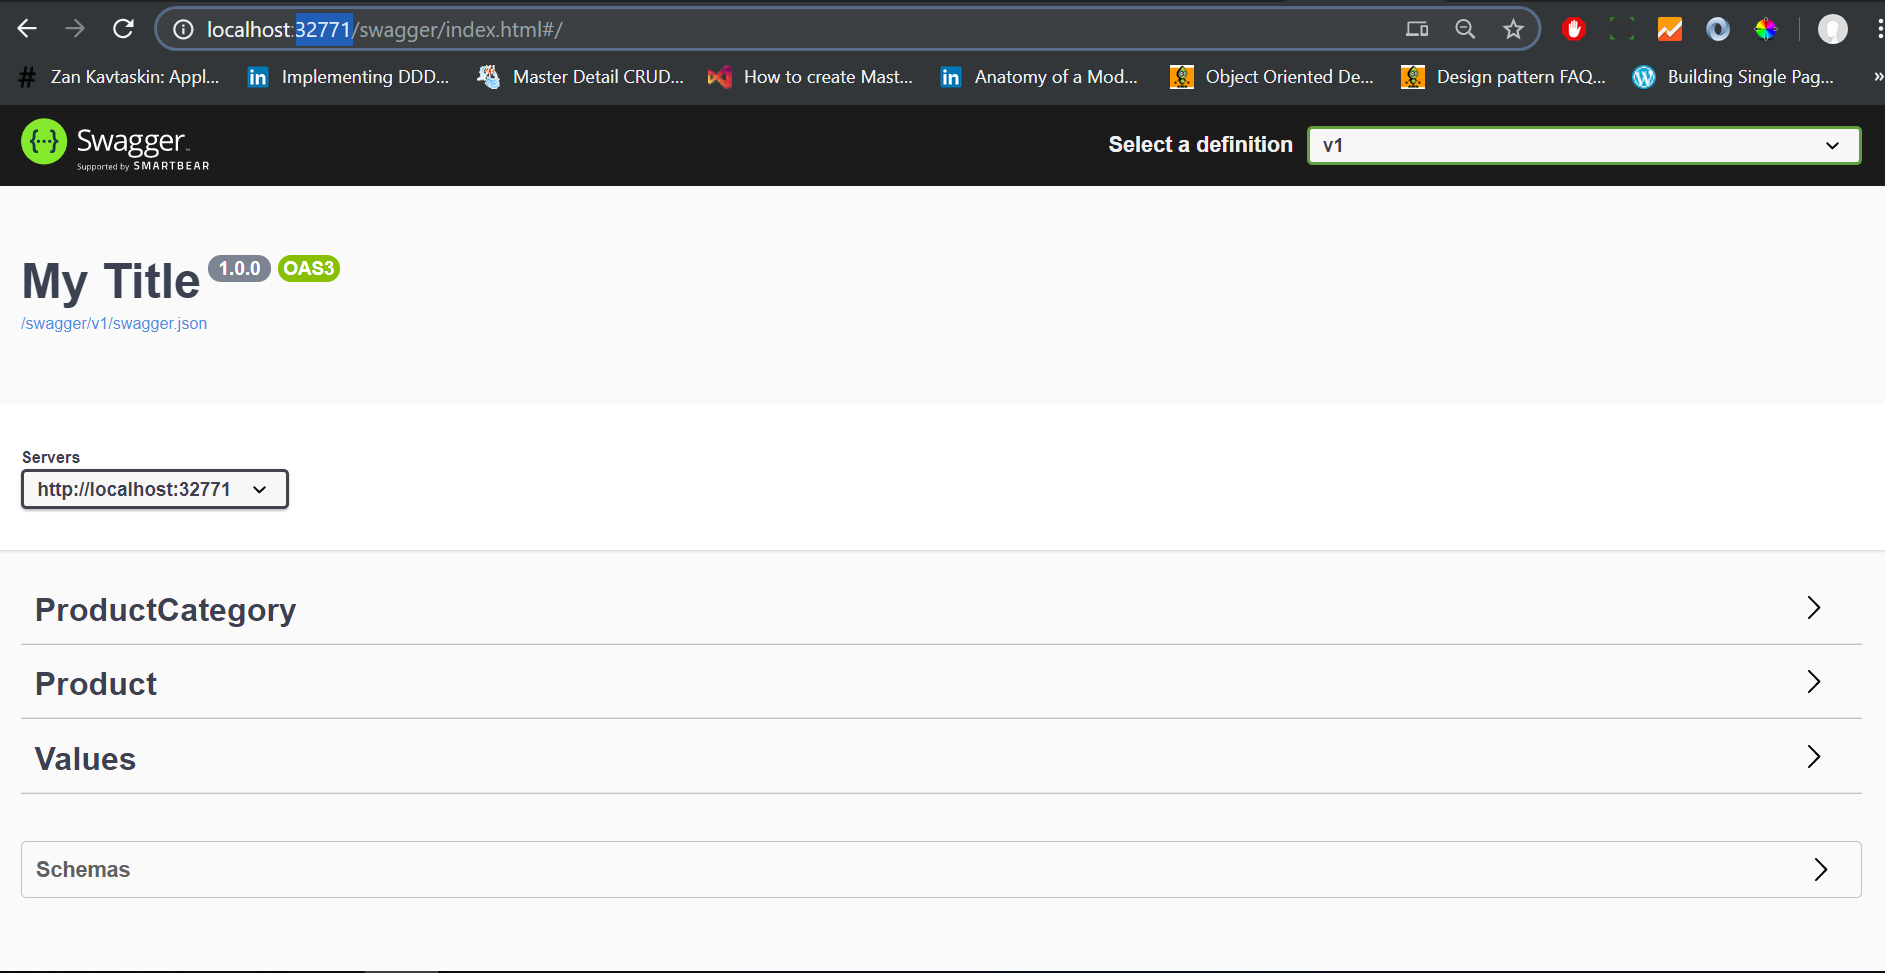 localhost:32771/swagger/index.html#/
# Zan Kavtaskin: Appl... in Implementing DDD... Master Detail CRUD... How to create Mast... in Anatomy of a Mod... Object Oriented De... Design pattern FAQ... Building Single Pag... »
{···} Swagger
Supported by SMARTBEAR
Select a definition v1
My Title 1.0.0 OAS3
/swagger/v1/swagger.json
Servers
http://localhost:32771
ProductCategory
Product
Values
Schemas